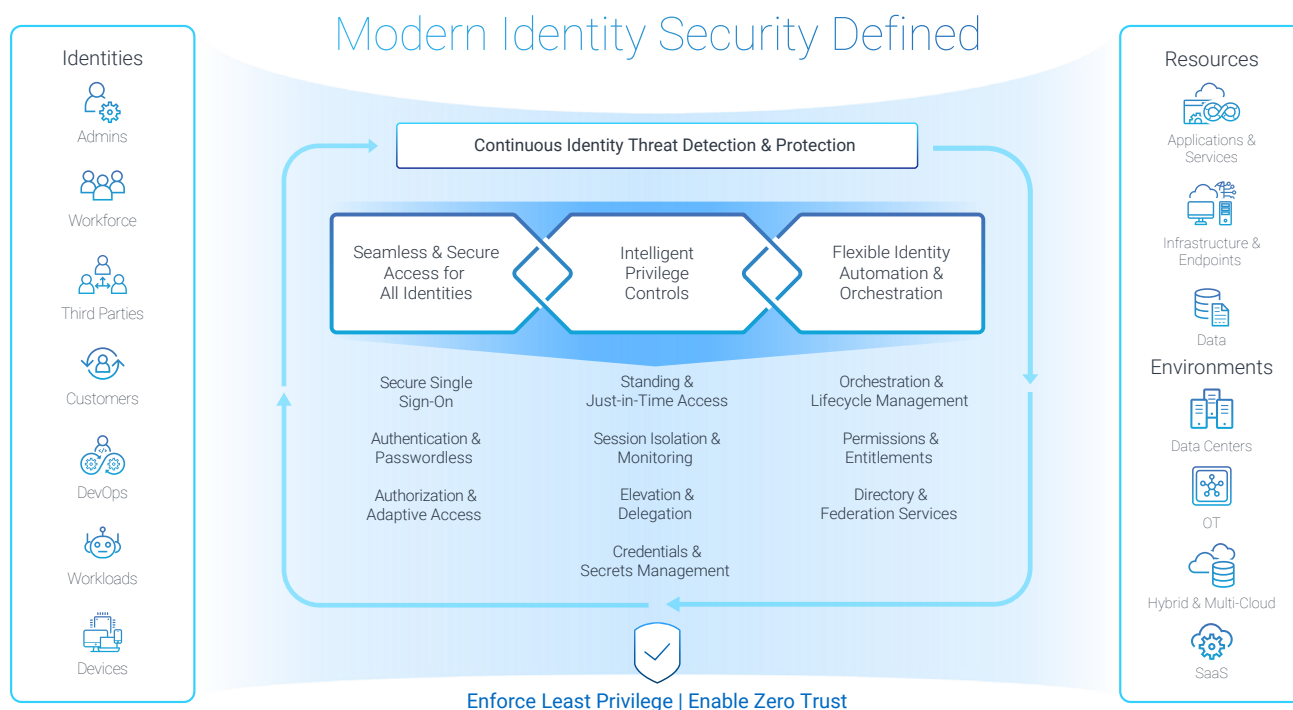 Modern Identity Security Defined
Identities
Admins
Workforce
Third Parties
Customers
DevOps
Workloads
Devices
Continuous Identity Threat Detection & Protection
Seamless & Secure
Access for
All Identities
Intelligent
Privilege
Controls
Flexible Identity
Automation &
Orchestration
Secure Single
Sign-On
Authentication &
Passwordless
Authorization &
Adaptive Access
Standing &
Just-in-Time Access
Session Isolation &
Monitoring
Elevation &
Delegation
Credentials &
Secrets Management
Orchestration &
Lifecycle Management
Permissions &
Entitlements
Directory &
Federation Services
Enforce Least Privilege | Enable Zero Trust
Resources
Applications &
Services
Infrastructure &
Endpoints
Data
Environments
Data Centers
OT
Hybrid & Multi-Cloud
SaaS